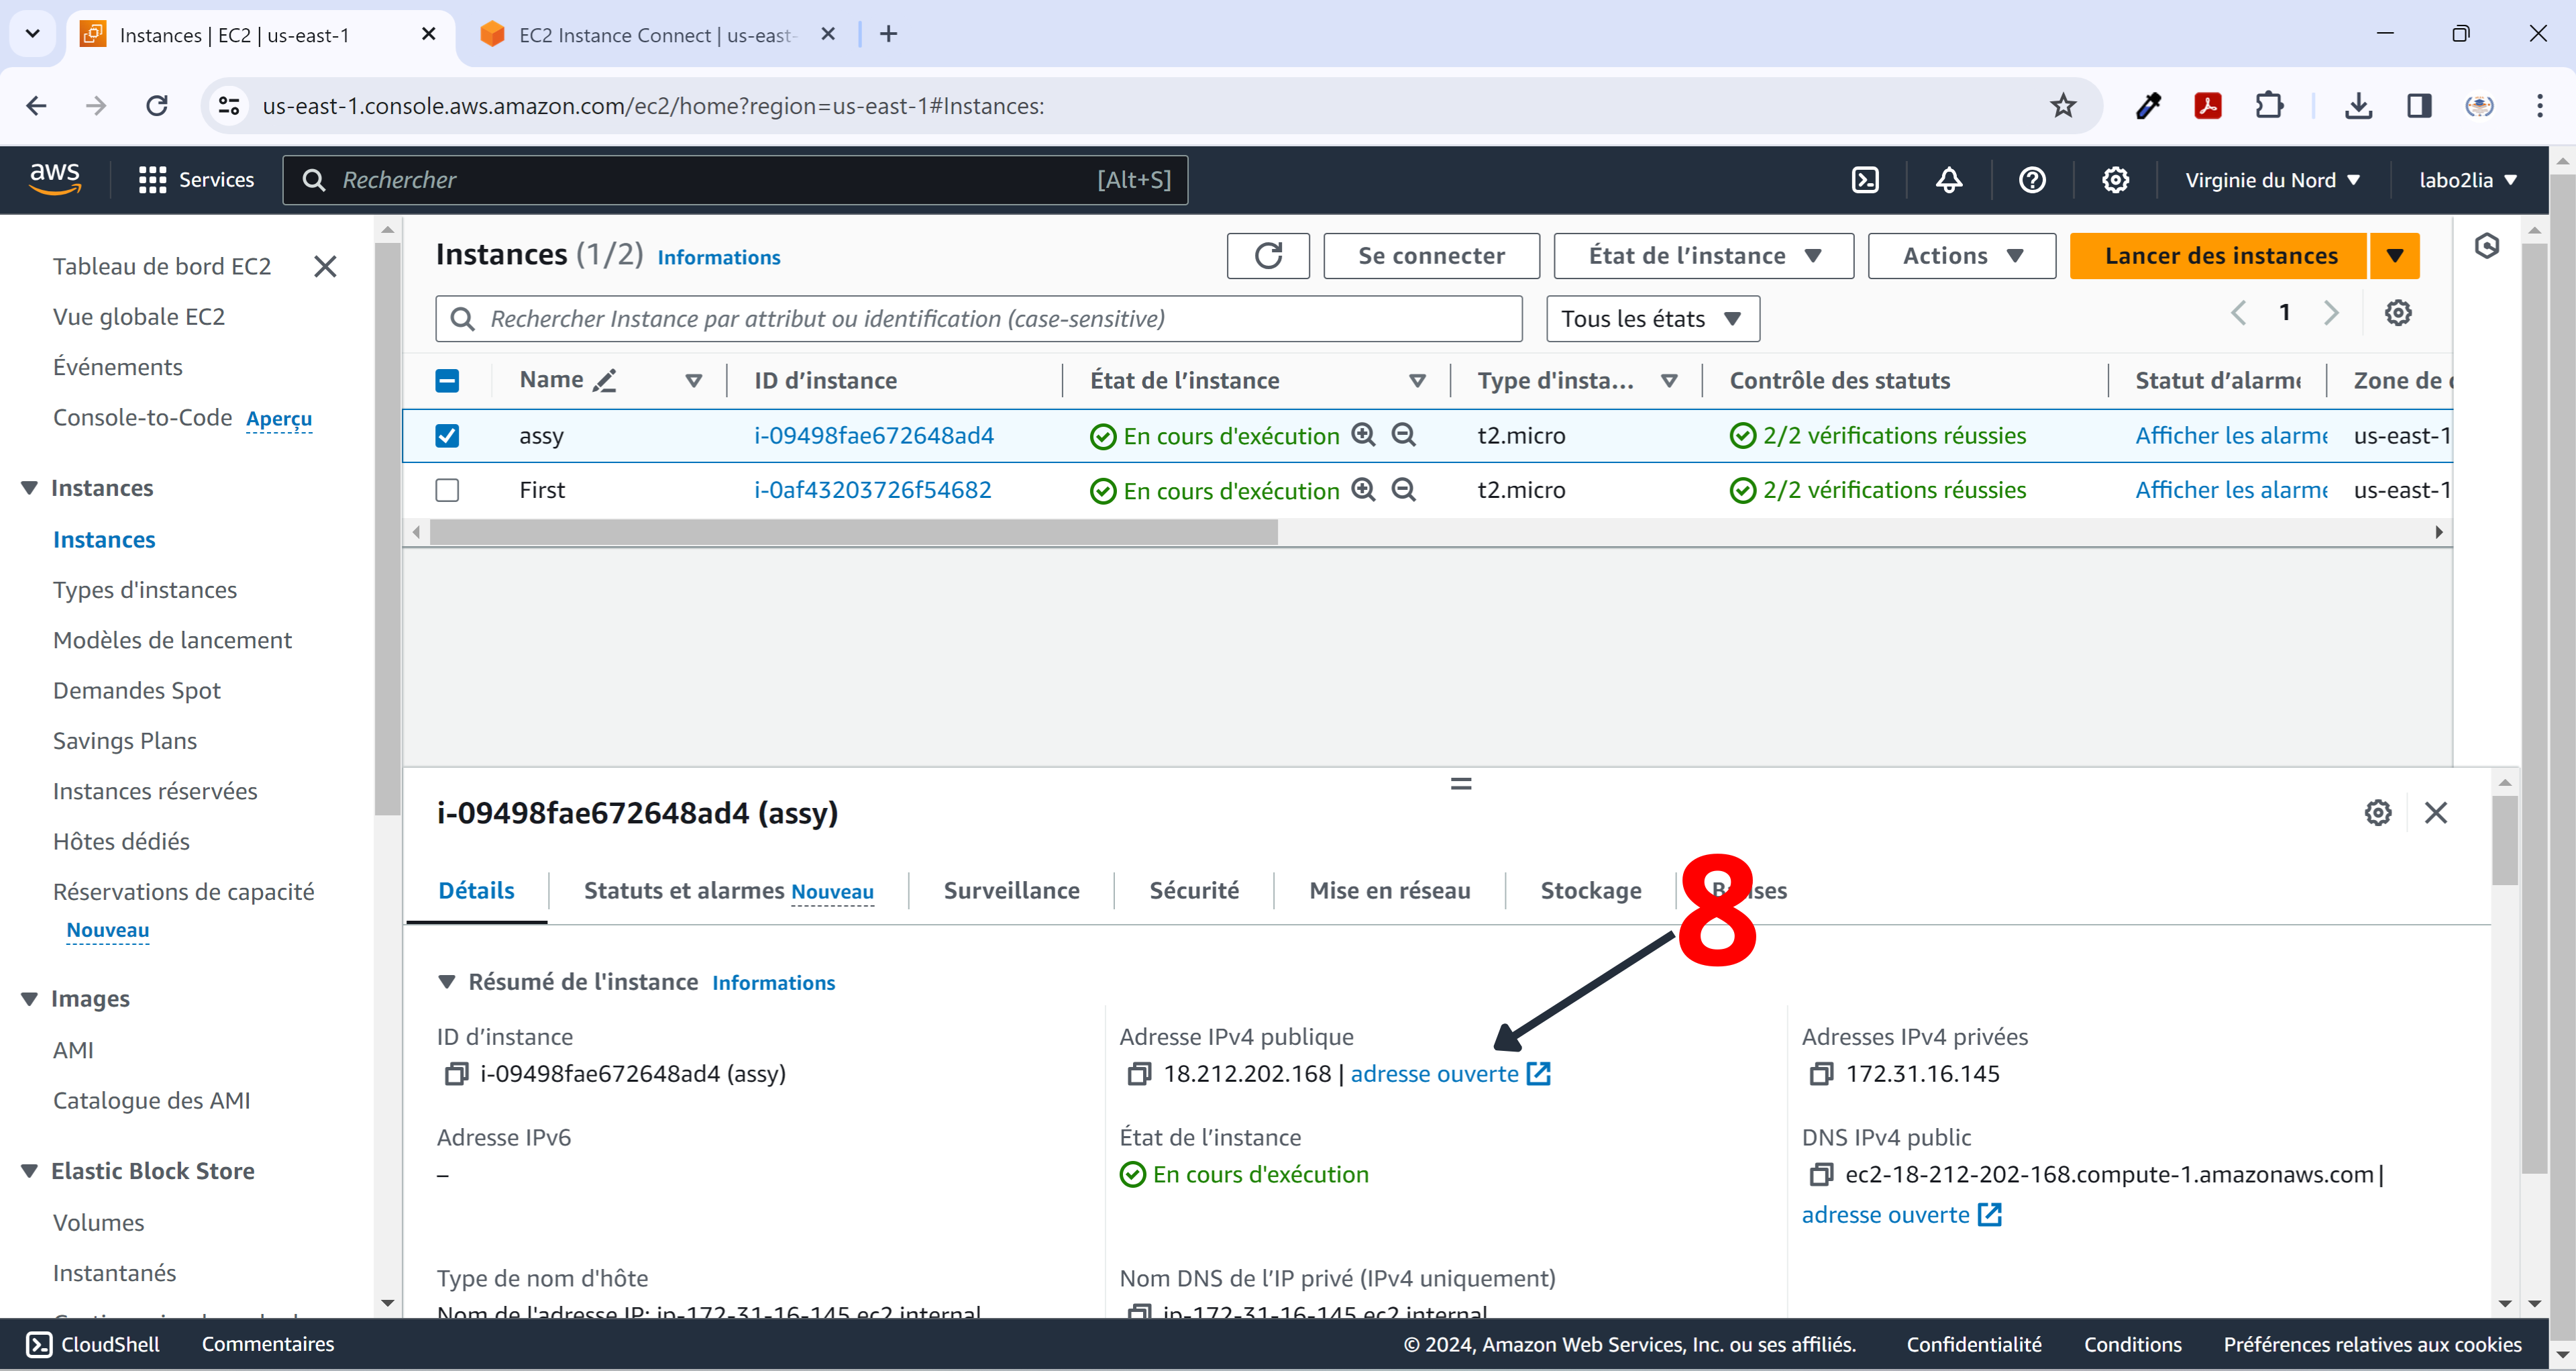 Instances | EC2 | us-east-1
EC2 Instance Connect | us-east-
us-east-1.console.aws.amazon.com/ec2/home?region=us-east-1#Instances:
aws
Services
Rechercher
[Alt+S]
Virginie du Nord
labo2lia
Tableau de bord EC2
Vue globale EC2
Événements
Console-to-Code Aperçu
Instances
Instances
Types d'instances
Modèles de lancement
Demandes Spot
Savings Plans
Instances réservées
Hôtes dédiés
Réservations de capacité
Nouveau
Images
AMI
Catalogue des AMI
Elastic Block Store
Volumes
Instantanés
Instances (1/2) Informations
Se connecter
État de l’instance
Actions
Lancer des instances
Rechercher Instance par attribut ou identification (case-sensitive)
Tous les états
1
Name ID d’instance État de l’instance Type d'insta... Contrôle des statuts Statut d’alarme Zone de
assy i-09498fae672648ad4 En cours d'exécution t2.micro 2/2 vérifications réussies Afficher les alarme us-east-1
First i-0af43203726f54682 En cours d'exécution t2.micro 2/2 vérifications réussies Afficher les alarme us-east-1
i-09498fae672648ad4 (assy)
Détails
Statuts et alarmes Nouveau
Surveillance
Sécurité
Mise en réseau
Stockage
8
Résumé de l'instance Informations
ID d’instance
i-09498fae672648ad4 (assy)
Adresse IPv4 publique
18.212.202.168 | adresse ouverte
Adresses IPv4 privées
172.31.16.145
Adresse IPv6
–
État de l’instance
En cours d'exécution
DNS IPv4 public
ec2-18-212-202-168.compute-1.amazonaws.com |
adresse ouverte
Type de nom d'hôte
Nom de l'adresse IP: ip-172-31-16-145.ec2.internal
Nom DNS de l’IP privé (IPv4 uniquement)
ip-172-31-16-145.ec2.internal
CloudShell
Commentaires
© 2024, Amazon Web Services, Inc. ou ses affiliés.
Confidentialité
Conditions
Préférences relatives aux cookies